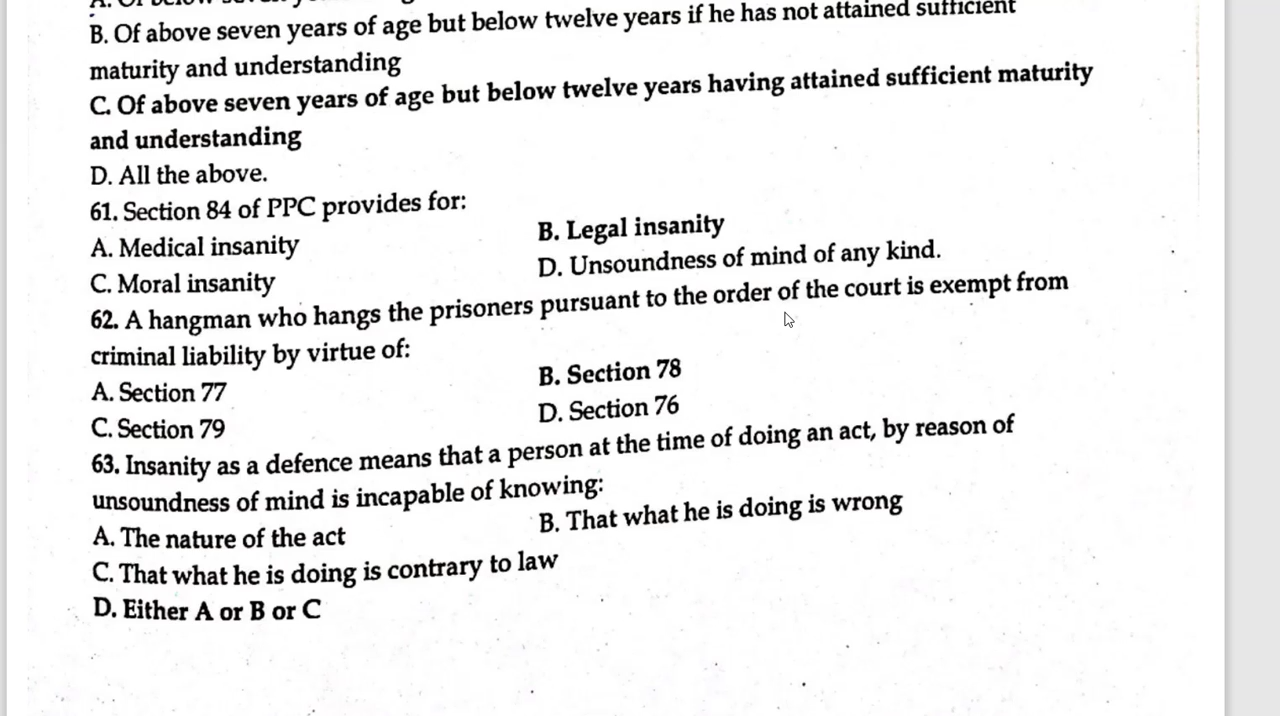 B. Of above seven years of age but below twelve years if he has not attained sufficient
maturity and understanding
C. Of above seven years of age but below twelve years having attained sufficient maturity
and understanding
D. All the above.
61. Section 84 of PPC provides for:
A. Medical insanity
B. Legal insanity
C. Moral insanity
D. Unsoundness of mind of any kind.
62. A hangman who hangs the prisoners pursuant to the order of the court is exempt from
criminal liability by virtue of:
A. Section 77
B. Section 78
C. Section 79
D. Section 76
63. Insanity as a defence means that a person at the time of doing an act, by reason of
unsoundness of mind is incapable of knowing:
A. The nature of the act
B. That what he is doing is wrong
C. That what he is doing is contrary to law
D. Either A or B or C